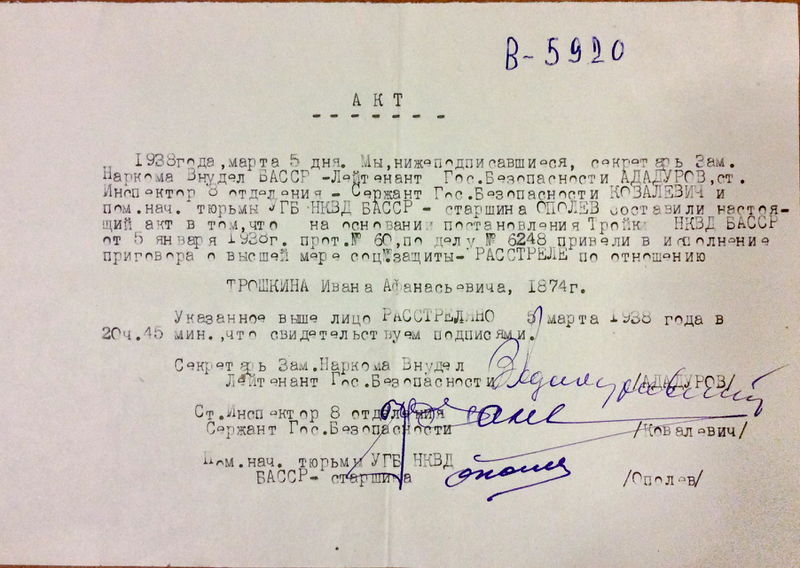 В-5920
АКТ
1938года, марта 5 дня. Мы, нижеподписавшиеся, секретарь Зам.
Наркома Внудел БАССР -Лейтенант Гос.Безопасности АДАДУРОВ,ст.
Инспектор 8 отделения - Сержант Гос.Безопасности КОВАЛЕВИЧ и
пом.нач. тюрьмы УГБ НКВД БАССР - старшина ОПОЛЕВ составили настоя-
щий акт в том,что на основании постановления Тройки НКВД БАССР
от 5 января 1938г. прот.№ 60,по делу № 6248 привели в исполнение
приговора о высшей мере соц.защиты- РАССТРЕЛЕ по отношению
ТРОШКИНА Ивана Афанасьевича, 1874г.
Указанное выше лицо РАССТРЕЛЯНО 5 марта 1938 года в
20ч.45 мин.,что свидетельствуем подписями.
Секретарь Зам.Наркома Внудел
Лейтенант Гос.Безопасности /АДАДУРОВ/
Ст.Инспектор 8 отделения
Сержант Гос.Безопасности /Ковалевич/
Пом.нач. тюрьмы УГБ НКВД
БАССР- старшина /Ополев/